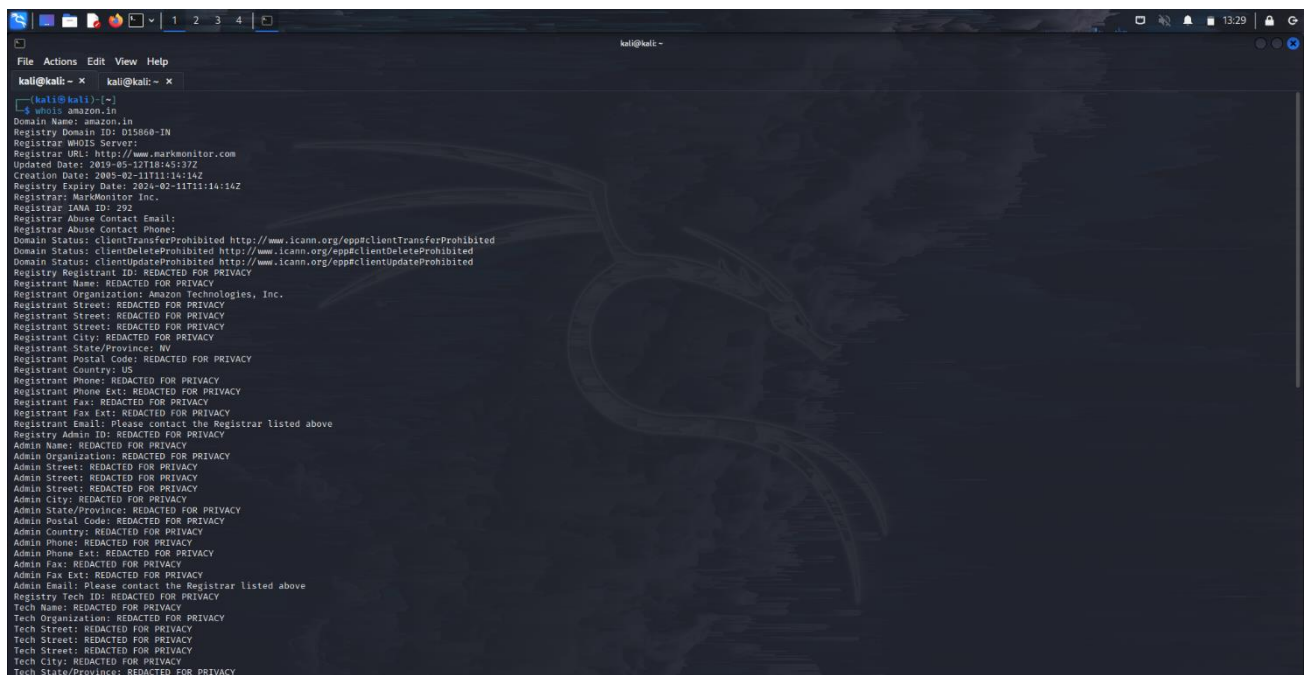 1 2 3 4
13:29
kali@kali: ~
File Actions Edit View Help
kali@kali: ~ × kali@kali: ~ ×
(kali㉿kali)-[~]
$ whois amazon.in
Domain Name: amazon.in
Registry Domain ID: D15860-IN
Registrar WHOIS Server:
Registrar URL: http://www.markmonitor.com
Updated Date: 2019-05-12T18:45:37Z
Creation Date: 2005-02-11T11:14:14Z
Registry Expiry Date: 2024-02-11T11:14:14Z
Registrar: MarkMonitor Inc.
Registrar IANA ID: 292
Registrar Abuse Contact Email:
Registrar Abuse Contact Phone:
Domain Status: clientTransferProhibited http://www.icann.org/epp#clientTransferProhibited
Domain Status: clientDeleteProhibited http://www.icann.org/epp#clientDeleteProhibited
Domain Status: clientUpdateProhibited http://www.icann.org/epp#clientUpdateProhibited
Registry Registrant ID: REDACTED FOR PRIVACY
Registrant Name: REDACTED FOR PRIVACY
Registrant Organization: Amazon Technologies, Inc.
Registrant Street: REDACTED FOR PRIVACY
Registrant Street: REDACTED FOR PRIVACY
Registrant Street: REDACTED FOR PRIVACY
Registrant City: REDACTED FOR PRIVACY
Registrant State/Province: NV
Registrant Postal Code: REDACTED FOR PRIVACY
Registrant Country: US
Registrant Phone: REDACTED FOR PRIVACY
Registrant Phone Ext: REDACTED FOR PRIVACY
Registrant Fax: REDACTED FOR PRIVACY
Registrant Fax Ext: REDACTED FOR PRIVACY
Registrant Email: Please contact the Registrar listed above
Registry Admin ID: REDACTED FOR PRIVACY
Admin Name: REDACTED FOR PRIVACY
Admin Organization: REDACTED FOR PRIVACY
Admin Street: REDACTED FOR PRIVACY
Admin Street: REDACTED FOR PRIVACY
Admin Street: REDACTED FOR PRIVACY
Admin City: REDACTED FOR PRIVACY
Admin State/Province: REDACTED FOR PRIVACY
Admin Postal Code: REDACTED FOR PRIVACY
Admin Country: REDACTED FOR PRIVACY
Admin Phone: REDACTED FOR PRIVACY
Admin Phone Ext: REDACTED FOR PRIVACY
Admin Fax: REDACTED FOR PRIVACY
Admin Fax Ext: REDACTED FOR PRIVACY
Admin Email: Please contact the Registrar listed above
Registry Tech ID: REDACTED FOR PRIVACY
Tech Name: REDACTED FOR PRIVACY
Tech Organization: REDACTED FOR PRIVACY
Tech Street: REDACTED FOR PRIVACY
Tech Street: REDACTED FOR PRIVACY
Tech Street: REDACTED FOR PRIVACY
Tech City: REDACTED FOR PRIVACY
Tech State/Province: REDACTED FOR PRIVACY